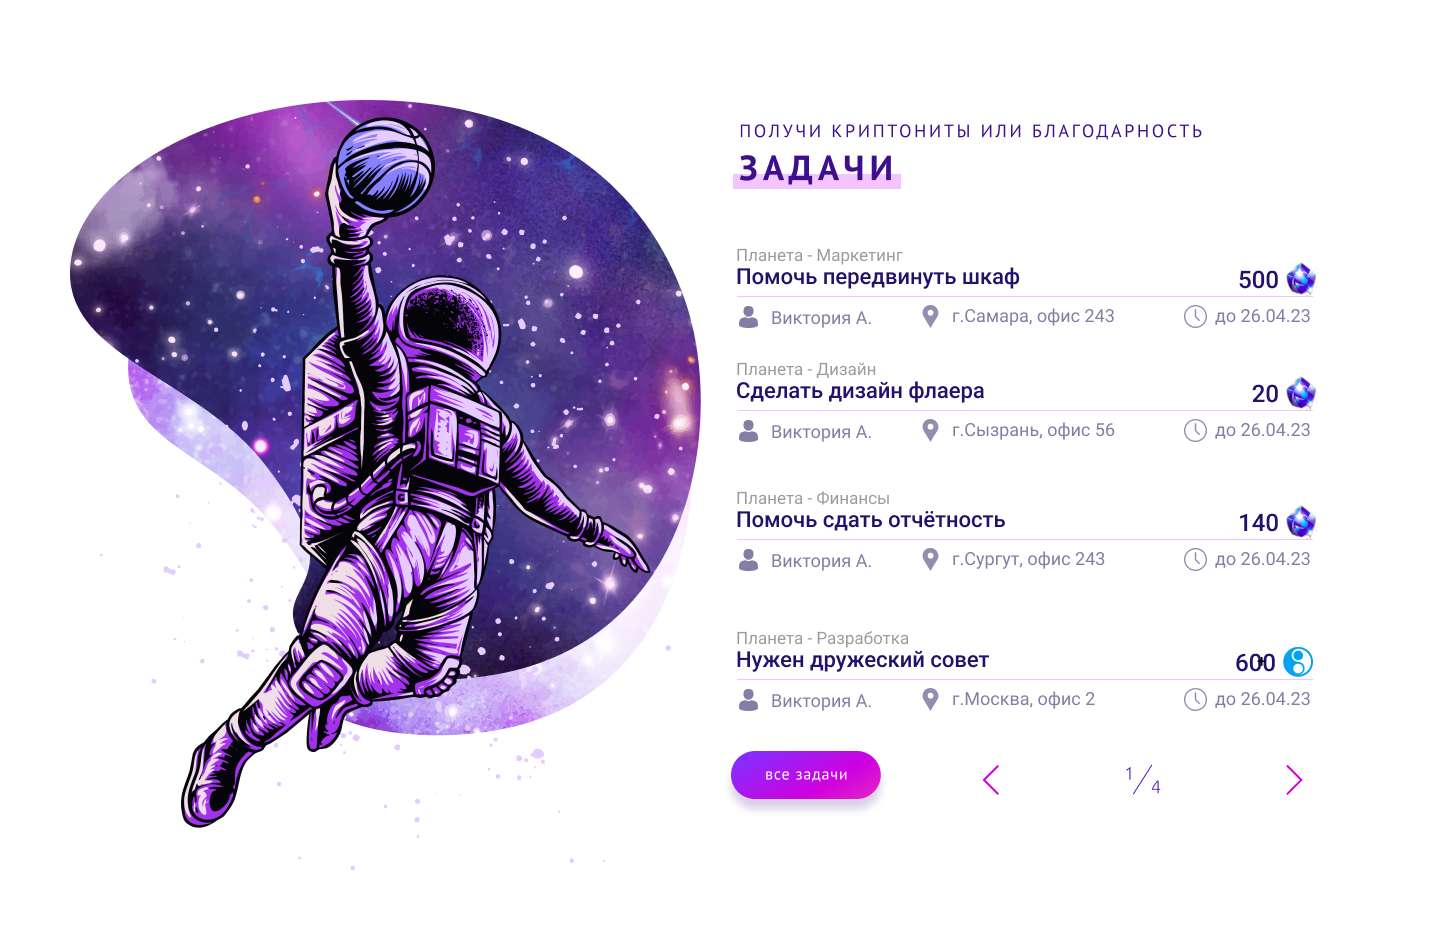 ПОЛУЧИ КРИПТОНИТЫ ИЛИ БЛАГОДАРНОСТЬ
ЗАДАЧИ
Планета - Маркетинг
Помочь передвинуть шкаф 500
Виктория А. г.Самара, офис 243 до 26.04.23
Планета - Дизайн
Сделать дизайн флаера 20
Виктория А. г.Сызрань, офис 56 до 26.04.23
Планета - Финансы
Помочь сдать отчётность 140
Виктория А. г.Сургут, офис 243 до 26.04.23
Планета - Разработка
Нужен дружеский совет
Виктория А. г.Москва, офис 2 до 26.04.23
все задачи 1/4